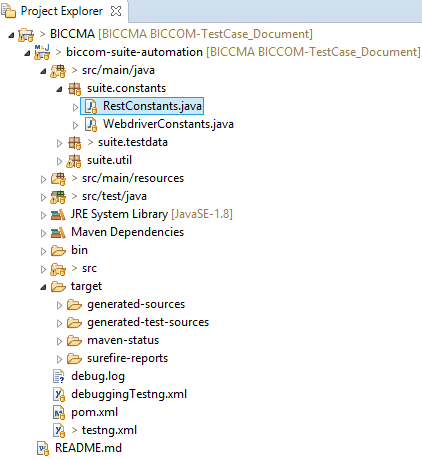 Project Explorer
> BICCMA [BICCMA BICCOM-TestCase_Document]
> biccom-suite-automation [BICCMA BICCOM-TestCase_Document]
> src/main/java
suite.constants
RestConstants.java
WebdriverConstants.java
> suite.testdata
suite.util
> src/main/resources
> src/test/java
JRE System Library [JavaSE-1.8]
Maven Dependencies
bin
> src
target
generated-sources
generated-test-sources
maven-status
surefire-reports
debug.log
debuggingTestng.xml
pom.xml
> testng.xml
README.md